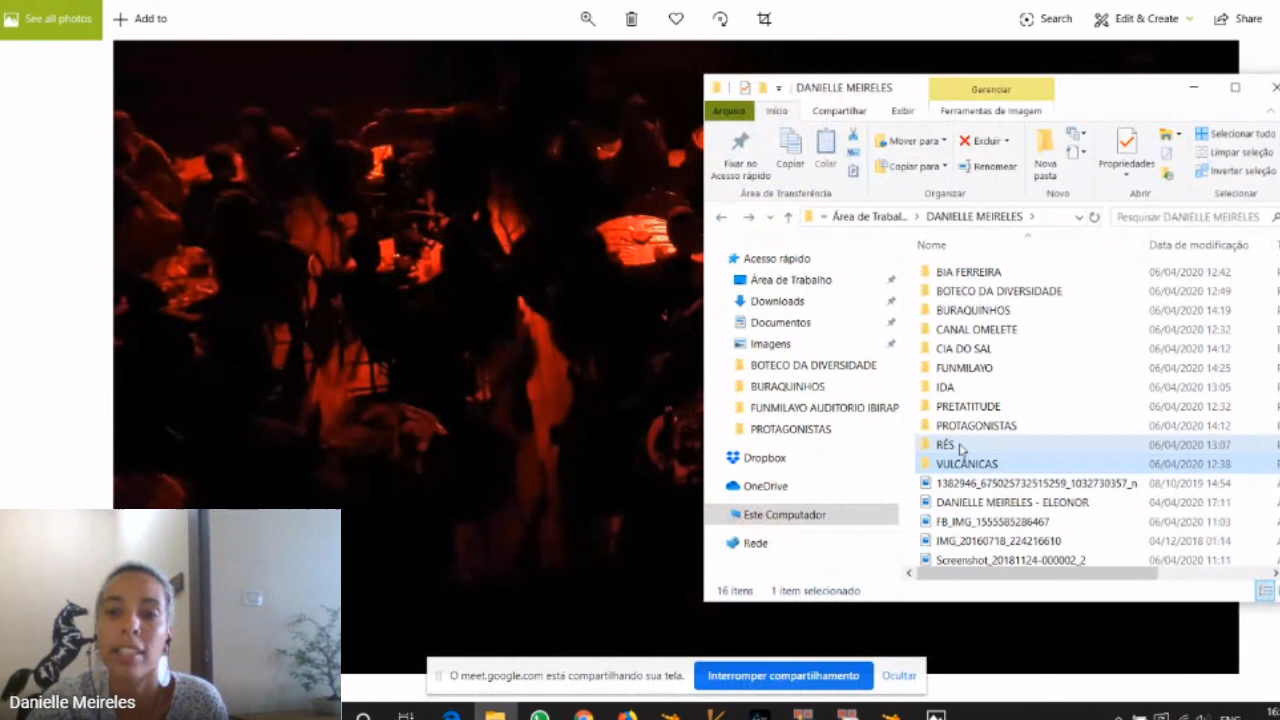 See all photos
Add to
Search
Edit & Create
Share
DANIELLE MEIRELES
Gerenciar
Arquivo
Início
Compartilhar
Exibir
Ferramentas de Imagem
Fixar no
Acesso rápido
Copiar
Colar
Mover para
Copiar para
Excluir
Renomear
Nova
pasta
Propriedades
Selecionar tudo
Limpar seleção
Inverter seleção
Área de Transferência
Organizar
Novo
Abrir
Selecionar
Área de Trabal... DANIELLE MEIRELES
Pesquisar DANIELLE MEIRELES
Nome
Data de modificação
Acesso rápido
Área de Trabalho
Downloads
Documentos
Imagens
BOTECO DA DIVERSIDADE
BURAQUINHOS
FUNMILAYO AUDITORIO IBIRAP
PROTAGONISTAS
Dropbox
OneDrive
Este Computador
Rede
BIA FERREIRA 06/04/2020 12:42
BOTECO DA DIVERSIDADE 06/04/2020 12:49
BURAQUINHOS 06/04/2020 14:19
CANAL OMELETE 06/04/2020 12:32
CIA DO SAL 06/04/2020 14:12
FUNMILAYO 06/04/2020 14:25
IDA 06/04/2020 13:05
PRETATITUDE 06/04/2020 12:32
PROTAGONISTAS 06/04/2020 14:12
RÉS 06/04/2020 13:07
VULCÂNICAS 06/04/2020 12:38
1382946_675025732515259_1032730357_n 08/10/2019 14:54
DANIELLE MEIRELES - ELEONOR 04/04/2020 17:11
FB_IMG_1555585286467 06/04/2020 11:03
IMG_20160718_224216610 04/12/2018 01:14
Screenshot_20181124-000002_2 06/04/2020 11:11
16 itens 1 item selecionado
O meet.google.com está compartilhando sua tela.
Interromper compartilhamento
Ocultar
Danielle Meireles